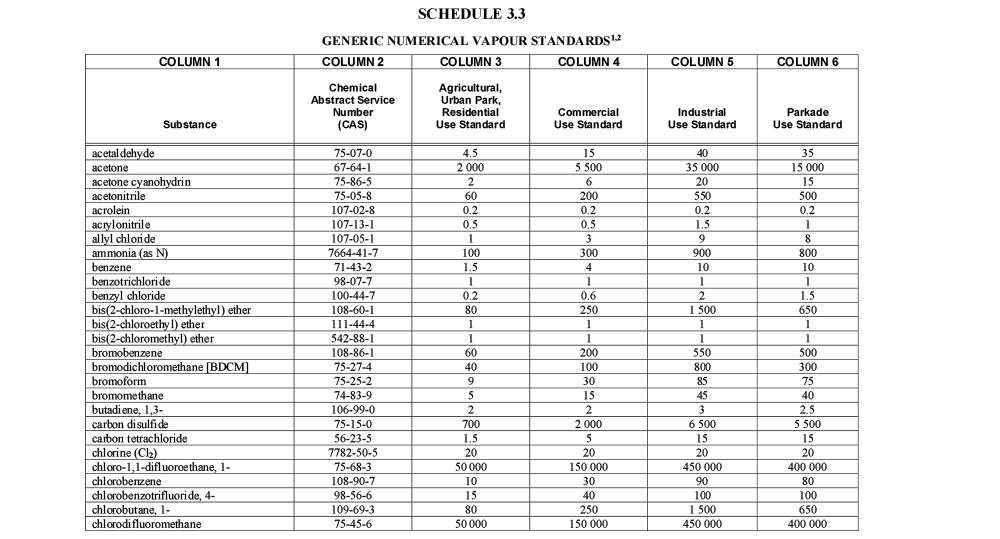 SCHEDULE 3.3
GENERIC NUMERICAL VAPOUR STANDARDS1,2
COLUMN 1 COLUMN 2 COLUMN 3 COLUMN 4 COLUMN 5 COLUMN 6
Substance Chemical Abstract Service Number (CAS) Agricultural, Urban Park, Residential Use Standard Commercial Use Standard Industrial Use Standard Parkade Use Standard
acetaldehyde 75-07-0 4.5 15 40 35
acetone 67-64-1 2 000 5 500 35 000 15 000
acetone cyanohydrin 75-86-5 2 6 20 15
acetonitrile 75-05-8 60 200 550 500
acrolein 107-02-8 0.2 0.2 0.2 0.2
acrylonitrile 107-13-1 0.5 0.5 1.5 1
allyl chloride 107-05-1 1 3 9 8
ammonia (as N) 7664-41-7 100 300 900 800
benzene 71-43-2 1.5 4 10 10
benzotrichloride 98-07-7 1 1 1 1
benzyl chloride 100-44-7 0.2 0.6 2 1.5
bis(2-chloro-1-methylethyl) ether 108-60-1 80 250 1 500 650
bis(2-chloroethyl) ether 111-44-4 1 1 1 1
bis(2-chloromethyl) ether 542-88-1 1 1 1 1
bromobenzene 108-86-1 60 200 550 500
bromodichloromethane [BDCM] 75-27-4 40 100 800 300
bromoform 75-25-2 9 30 85 75
bromomethane 74-83-9 5 15 45 40
butadiene, 1,3- 106-99-0 2 2 3 2.5
carbon disulfide 75-15-0 700 2 000 6 500 5 500
carbon tetrachloride 56-23-5 1.5 5 15 15
chlorine (Cl₂) 7782-50-5 20 20 20 20
chloro-1,1-difluoroethane, 1- 75-68-3 50 000 150 000 450 000 400 000
chlorobenzene 108-90-7 10 30 90 80
chlorobenzotrifluoride, 4- 98-56-6 15 40 100 100
chlorobutane, 1- 109-69-3 80 250 1 500 650
chlorodifluoromethane 75-45-6 50 000 150 000 450 000 400 000